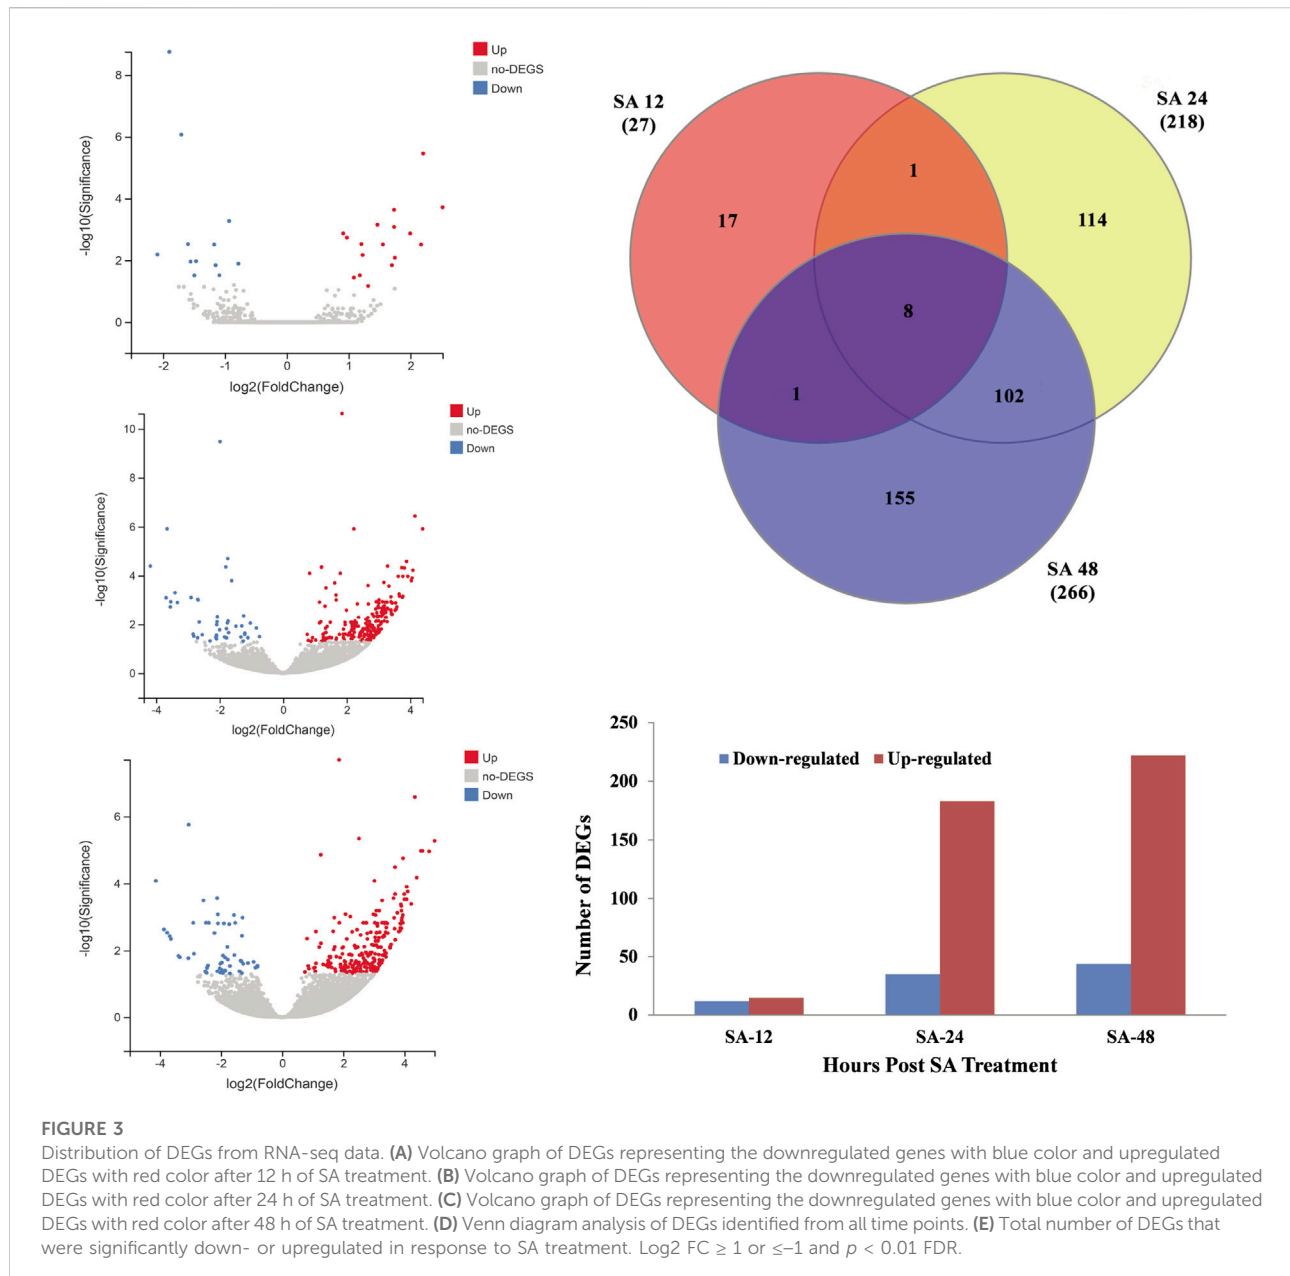 Up
no-DEGS
Down
8
6
4
2
0
-log10(Significance)
-2
-1
0
1
2
log2(FoldChange)
Up
no-DEGS
Down
10
8
6
4
2
0
-log10(Significance)
-4
-2
0
2
4
log2(FoldChange)
Up
no-DEGS
Down
6
4
2
0
-log10(Significance)
-4
-2
0
2
4
log2(FoldChange)
SA 12
(27)
SA 24
(218)
1
17
114
8
1
102
155
SA 48
(266)
250
200
150
100
50
0
Number of DEGs
Down-regulated
Up-regulated
SA-12
SA-24
SA-48
Hours Post SA Treatment
FIGURE 3
Distribution of DEGs from RNA-seq data. (A) Volcano graph of DEGs representing the downregulated genes with blue color and upregulated
DEGs with red color after 12 h of SA treatment. (B) Volcano graph of DEGs representing the downregulated genes with blue color and upregulated
DEGs with red color after 24 h of SA treatment. (C) Volcano graph of DEGs representing the downregulated genes with blue color and upregulated
DEGs with red color after 48 h of SA treatment. (D) Venn diagram analysis of DEGs identified from all time points. (E) Total number of DEGs that
were significantly down- or upregulated in response to SA treatment. Log2 FC ≥ 1 or ≤–1 and p < 0.01 FDR.